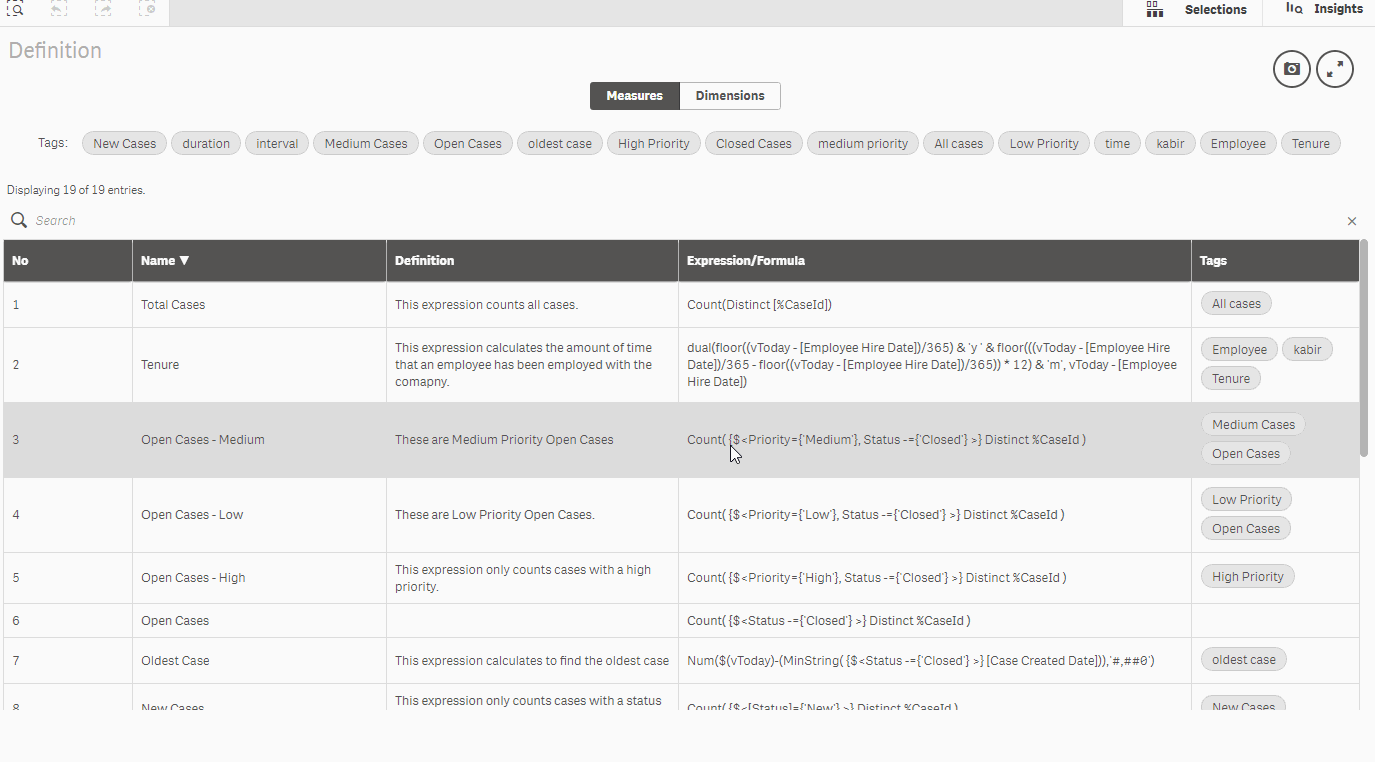 Selections
Insights
Definition
Measures
Dimensions
Tags: New Cases duration interval Medium Cases Open Cases oldest case High Priority Closed Cases medium priority All cases Low Priority time kabir Employee Tenure
Displaying 19 of 19 entries.
Search
No Name ▼ Definition Expression/Formula Tags
1 Total Cases This expression counts all cases. Count(Distinct [%CaseId]) All cases
2 Tenure
This expression calculates the amount of time
that an employee has been employed with the
comapny.
dual(floor((vToday - [Employee Hire Date])/365) & 'y ' & floor(((vToday - [Employee Hire
Date])/365 - floor((vToday - [Employee Hire Date])/365)) * 12) & 'm', vToday - [Employee
Hire Date])
Employee kabir
Tenure
3 Open Cases - Medium These are Medium Priority Open Cases Count( {$<Priority={'Medium'}, Status -={'Closed'} >} Distinct %CaseId )
Medium Cases
Open Cases
4 Open Cases - Low These are Low Priority Open Cases. Count( {$<Priority={'Low'}, Status -={'Closed'} >} Distinct %CaseId )
Low Priority
Open Cases
5 Open Cases - High
This expression only counts cases with a high
priority.
Count( {$<Priority={'High'}, Status -={'Closed'} >} Distinct %CaseId )
High Priority
6 Open Cases Count( {$<Status -={'Closed'} >} Distinct %CaseId )
7 Oldest Case This expression calculates to find the oldest case Num($(vToday)-(MinString( {$<Status -={'Closed'} >} [Case Created Date])),'#,##0') oldest case
8 New Cases
This expression only counts cases with a status
Count( {$<[Status]={'New'} >} Distinct %CaseId )
New Cases